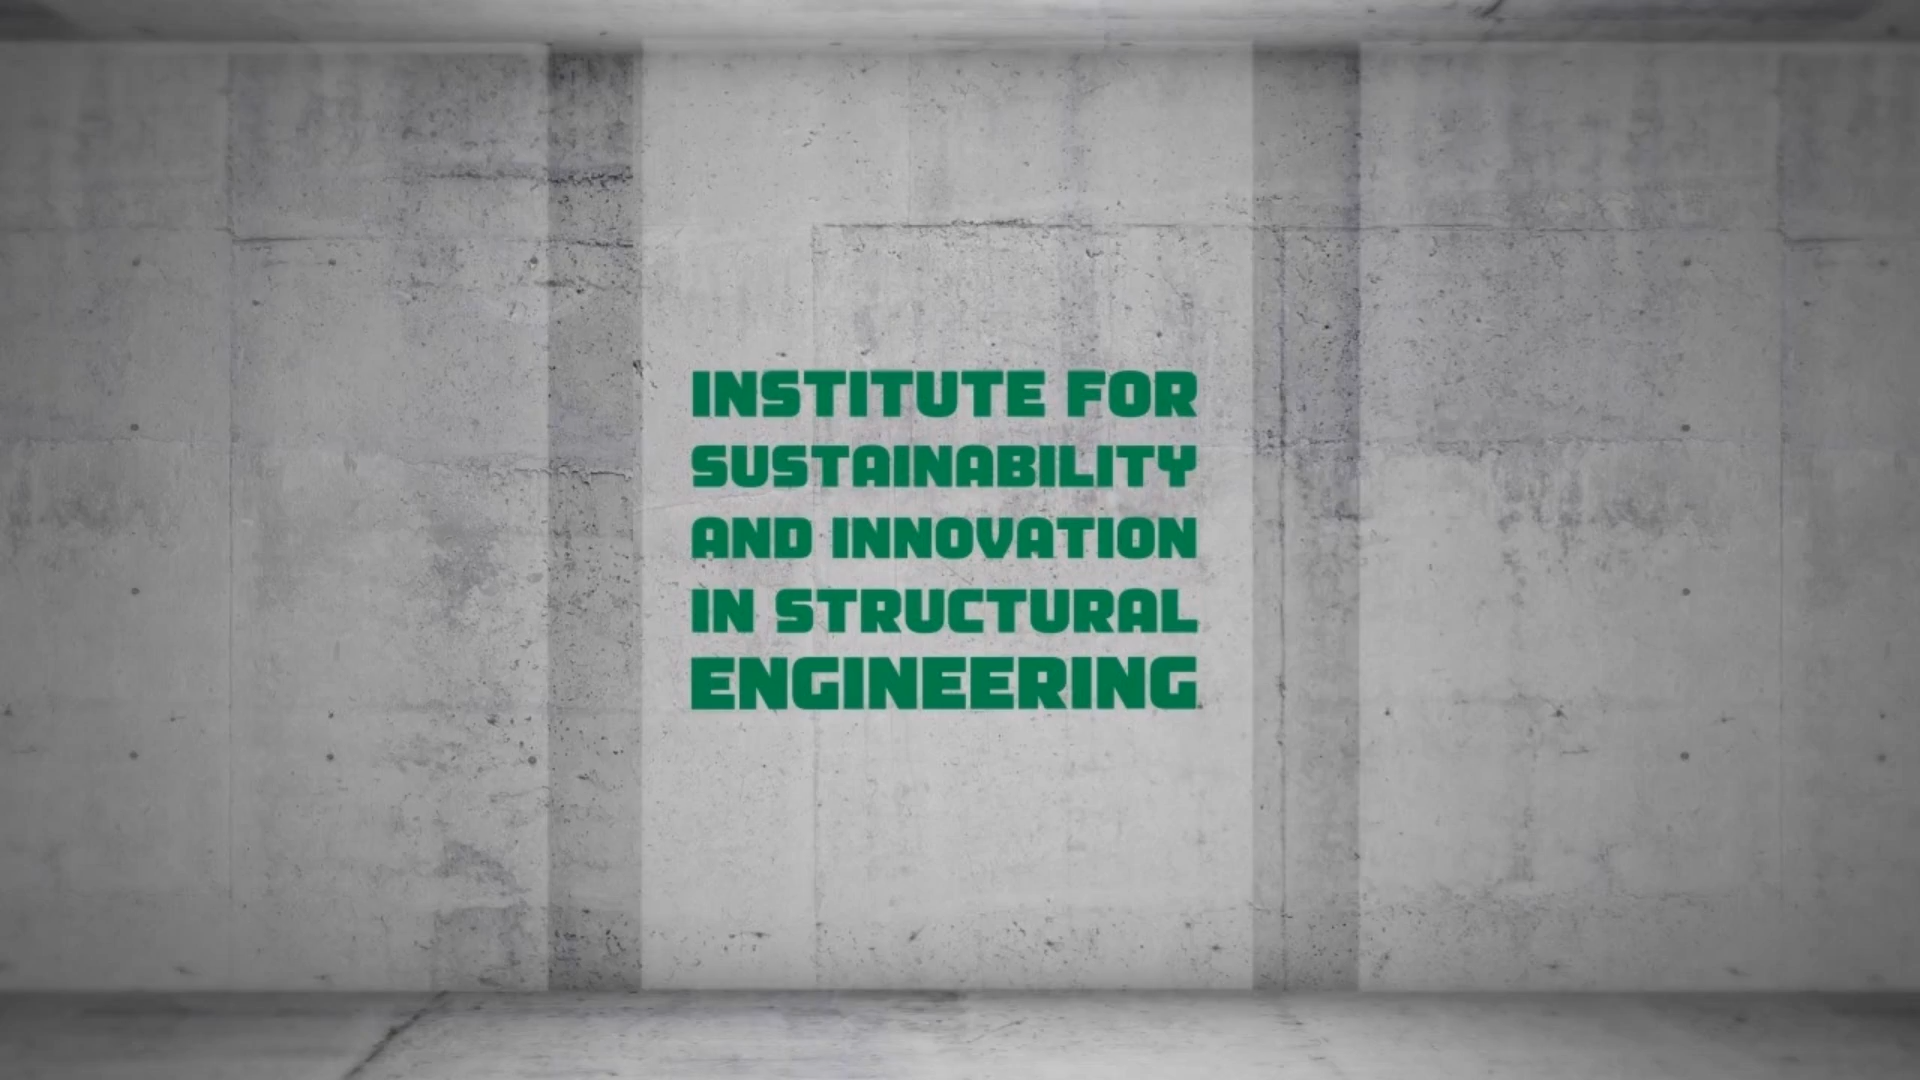 INSTITUTE FOR
SUSTAINABILITY
AND INNOVATION
IN STRUCTURAL
ENGINEERING